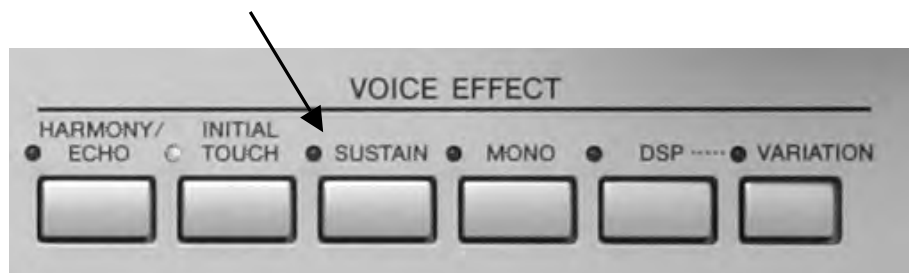 VOICE EFFECT
HARMONY/ INITIAL
ECHO TOUCH SUSTAIN MONO DSP ····· VARIATION